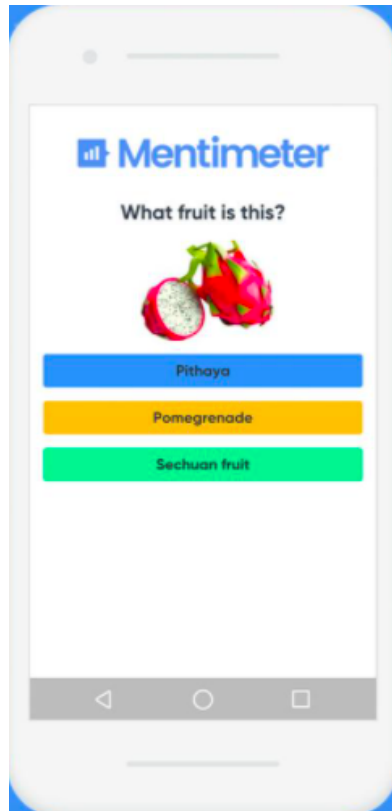 Mentimeter
What fruit is this?
Pithaya
Pomegrenade
Sechuan fruit